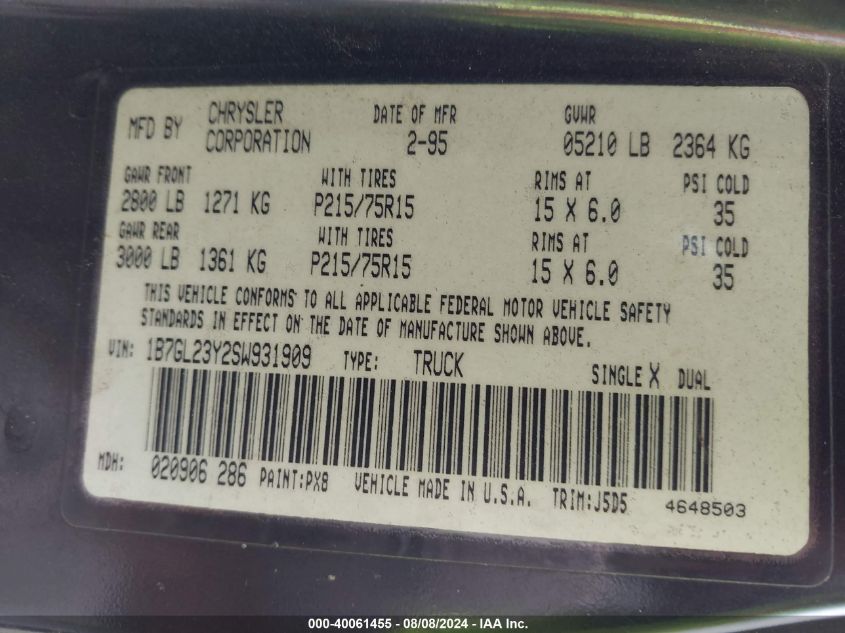 MFD BY CHRYSLER CORPORATION DATE OF MFR 2-95 GVWR 05210 LB 2364 KG
GAWR FRONT WITH TIRES RIMS AT PSI COLD
2800 LB 1271 KG P215/75R15 15 X 6.0 35
GAWR REAR WITH TIRES RIMS AT PSI COLD
3000 LB 1361 KG P215/75R15 15 X 6.0 35
THIS VEHICLE CONFORMS TO ALL APPLICABLE FEDERAL MOTOR VEHICLE SAFETY
STANDARDS IN EFFECT ON THE DATE OF MANUFACTURE SHOWN ABOVE.
VIN: 1B7GL23Y2SW931909 TYPE: TRUCK SINGLE X DUAL
MDH: 020906 286 PAINT:PX8 VEHICLE MADE IN U.S.A. TRIM:J5D5 4648503
000-40061455 - 08/08/2024 - IAA Inc.